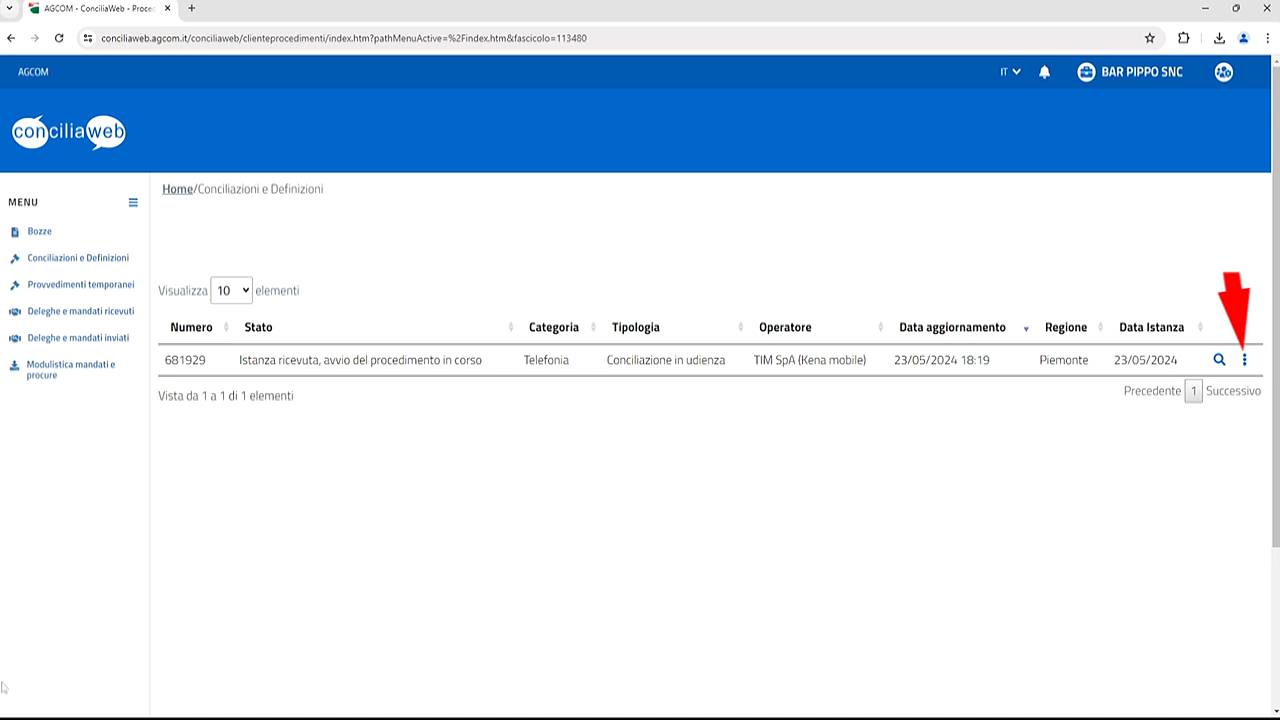 AGCOM - ConciliaWeb - Proce
conciliaweb.agcom.it/conciliaweb/clienteprocedimenti/index.htm?pathMenuActive=%2Findex.htm&fascicolo=113480
AGCOM
IT
BAR PIPPO SNC
conciliaweb
Home/Conciliazioni e Definizioni
MENU
Bozze
Conciliazioni e Definizioni
Provvedimenti temporanei
Deleghe e mandati ricevuti
Deleghe e mandati inviati
Modulistica mandati e
procure
Visualizza 10 elementi
Numero Stato Categoria Tipologia Operatore Data aggiornamento Regione Data Istanza
681929 Istanza ricevuta, avvio del procedimento in corso Telefonia Conciliazione in udienza TIM SpA (Kena mobile) 23/05/2024 18:19 Piemonte 23/05/2024
Vista da 1 a 1 di 1 elementi
Precedente 1 Successivo